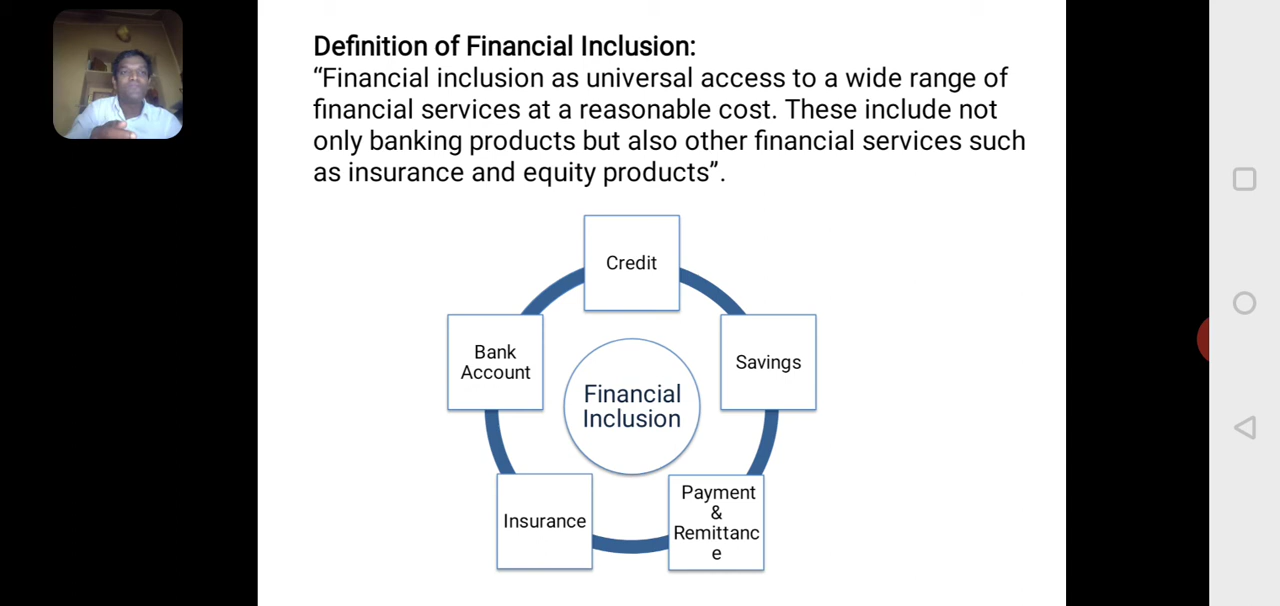 Definition of Financial Inclusion:
“Financial inclusion as universal access to a wide range of
financial services at a reasonable cost. These include not
only banking products but also other financial services such
as insurance and equity products”.
Credit
Bank
Account
Savings
Financial
Inclusion
Insurance
Payment
&
Remittanc
e